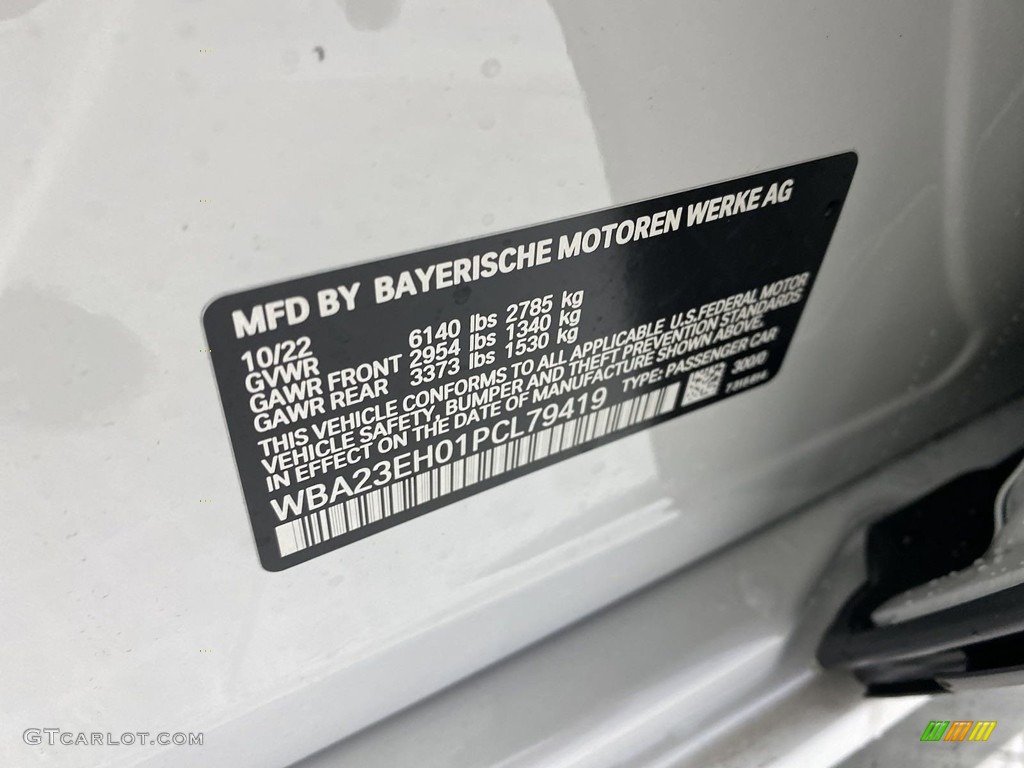 MFD BY BAYERISCHE MOTOREN WERKE AG
10/22
GVWR 6140 lbs 2785 kg
GAWR FRONT 2954 lbs 1340 kg
GAWR REAR 3373 lbs 1530 kg
THIS VEHICLE CONFORMS TO ALL APPLICABLE U.S.FEDERAL MOTOR
VEHICLE SAFETY, BUMPER AND THEFT PREVENTION STANDARDS
IN EFFECT ON THE DATE OF MANUFACTURE SHOWN ABOVE.
WBA23EH01PCL79419 TYPE: PASSENGER CAR
300/0
GTCARLOT.COM